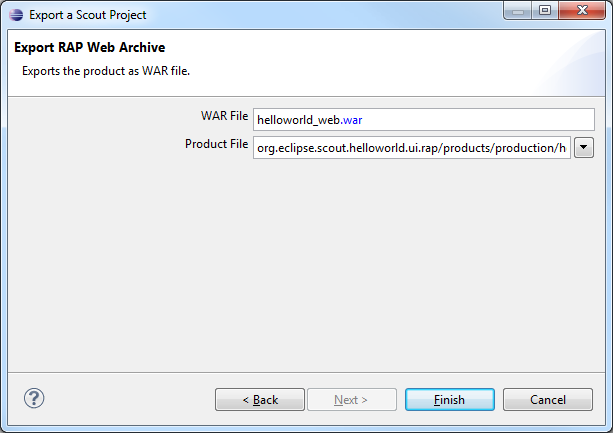 Export a Scout Project
Export RAP Web Archive
Exports the product as WAR file.
WAR File helloworld_web.war
Product File org.eclipse.scout.helloworld.ui.rap/products/production/h
? < Back Next > Finish Cancel